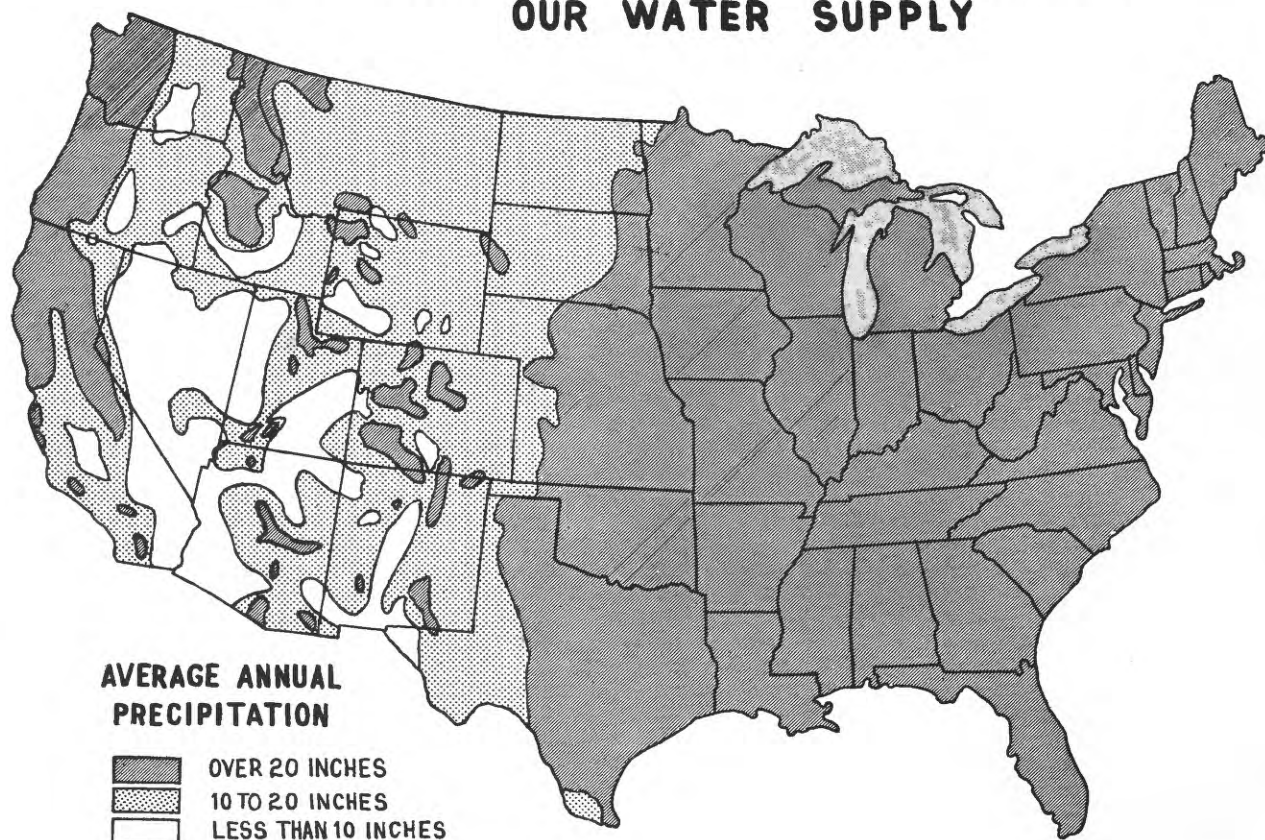 OUR WATER SUPPLY
AVERAGE ANNUAL
PRECIPITATION
OVER 20 INCHES
10 TO 20 INCHES
LESS THAN 10 INCHES